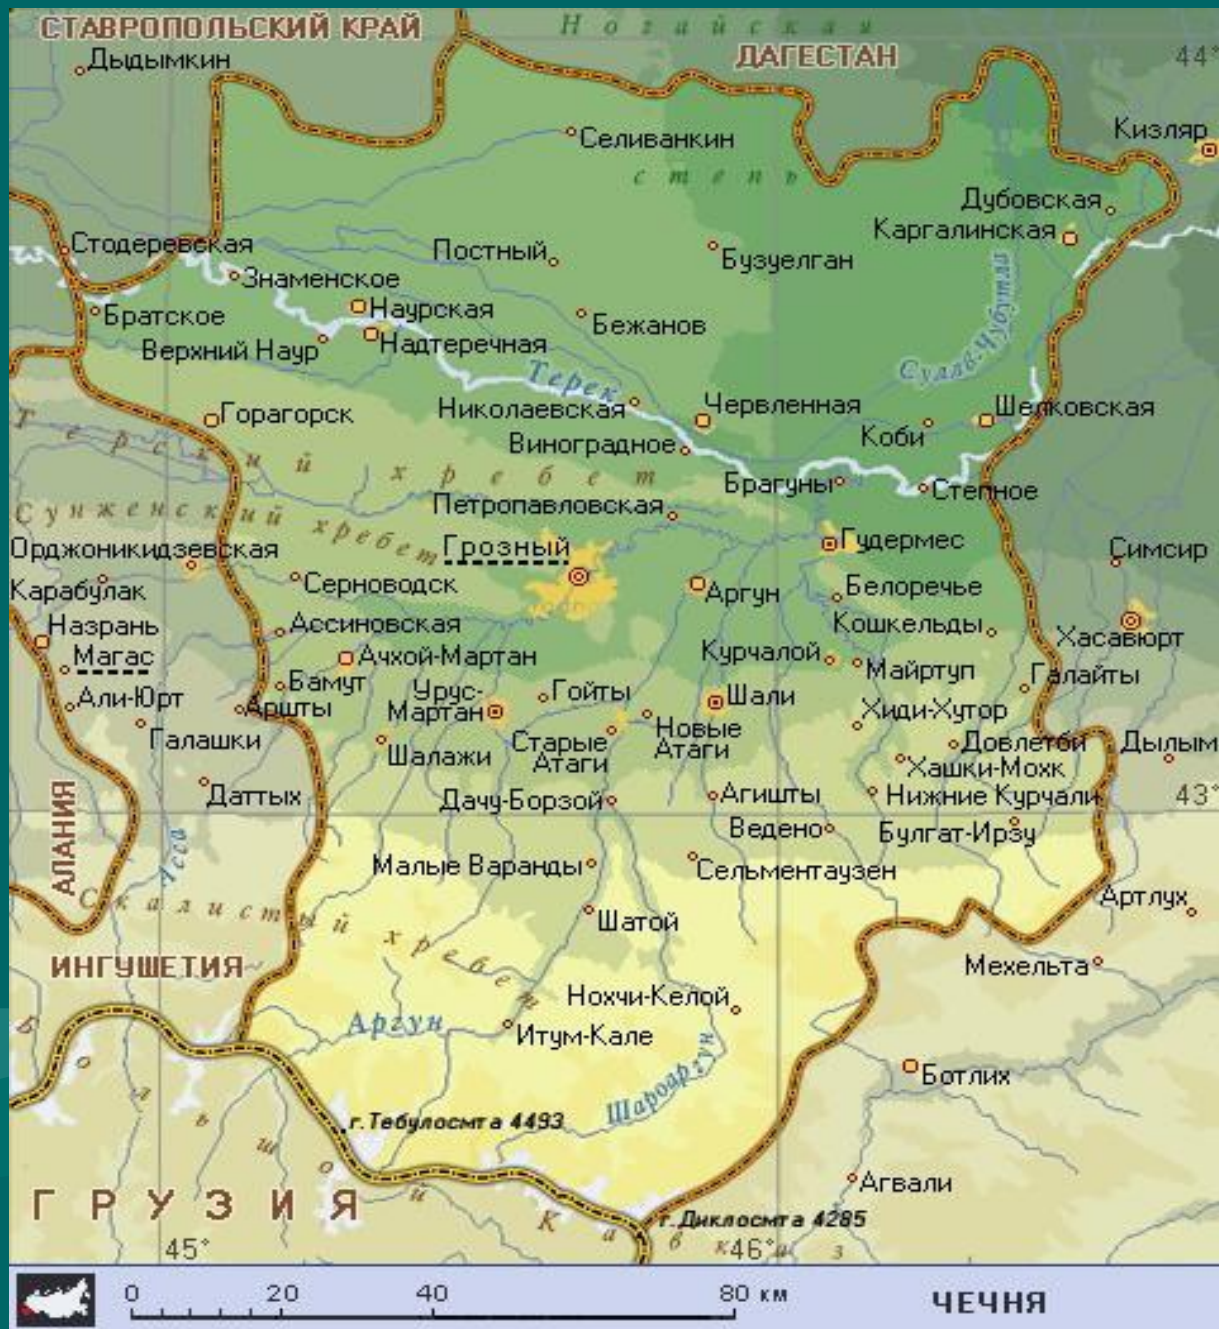 СТАВРОПОЛЬСКИЙ КРАЙ
Ногайская
Дыдымкин
ДАГЕСТАН
44°
Кизляр
Селиванкин
степь
Дубовская
Каргалинская
Стодеревская
Постный
Бузуелган
Знаменское
Сулла-Чубутла
Братское
Наурская
Бежанов
Верхний Наур
Надтеречная
Терек
Горагорск
Николаевская
Червленная
Шелковская
Коби
Виноградное
Терский хребет
Брагуны
Степное
Петропавловская
Сунженский хребет
Грозный
Гудермес
Симсир
Орджоникидзевская
Серноводск
Аргун
Белоречье
Карабулак
Назрань
Ассиновская
Кошкельды
Хасавюрт
Магас
Ачхой-Мартан
Курчалой
Майртуп
Галайты
Бамут
Али-Юрт
Аршты
Урус-
Мартан
Гойты
Шали
Хиди-Хутор
Галашки
Шалажи
Старые
Атаги
Новые
Атаги
Довлетби
Дылым
Хашки-Мохк
Даттых
Дачу-Борзой
Агишты
Нижние Курчали
43°
АЛАНИЯ
Асса
Ведено
Булгат-Ирзу
Малые Варанды
Сельментаузен
Скалистый хребет
Шатой
Артлух
ИНГУШЕТИЯ
Мехельта
Нохчи-Келой
Аргун
Итум-Кале
Шароаргун
Ботлих
г.Тебулосмта 4493
Большой Кавказ
ГРУЗИЯ
Агвали
г.Диклосмта 4285
45°
46°
0 20 40 80 км
ЧЕЧНЯ